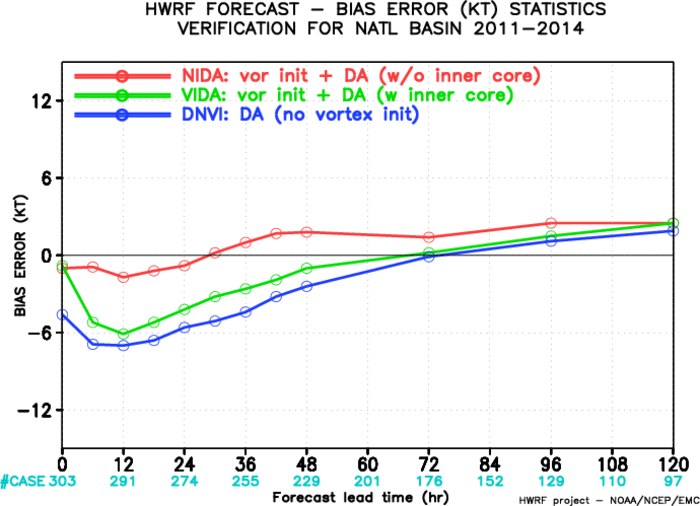 HWRF FORECAST – BIAS ERROR (KT) STATISTICS
VERIFICATION FOR NATL BASIN 2011–2014
NIDA: vor init + DA (w/o inner core)
VIDA: vor init + DA (w inner core)
DNVI: DA (no vortex init)
BIAS ERROR (KT)
12
6
0
–6
–12
0 12 24 36 48 60 72 84 96 108 120
#CASE 303 291 274 255 229 201 176 152 129 110 97
Forecast lead time (hr)
HWRF project – NOAA/NCEP/EMC